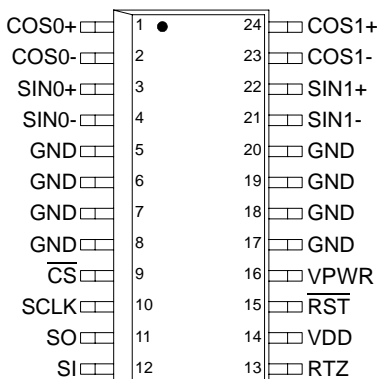 COS0+ 1 24 COS1+
COS0- 2 23 COS1-
SIN0+ 3 22 SIN1+
SIN0- 4 21 SIN1-
GND 5 20 GND
GND 6 19 GND
GND 7 18 GND
GND 8 17 GND
C̅S̅ 9 16 VPWR
SCLK 10 15 R̅S̅T̅
SO 11 14 VDD
SI 12 13 RTZ